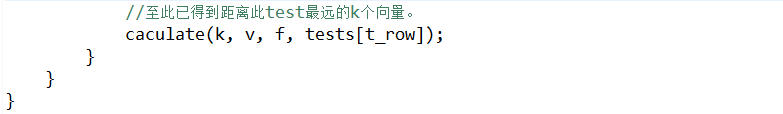 //至此已得到距离此test最远的k个向量。
caculate(k, v, f, tests[t_row]);
}
}
}